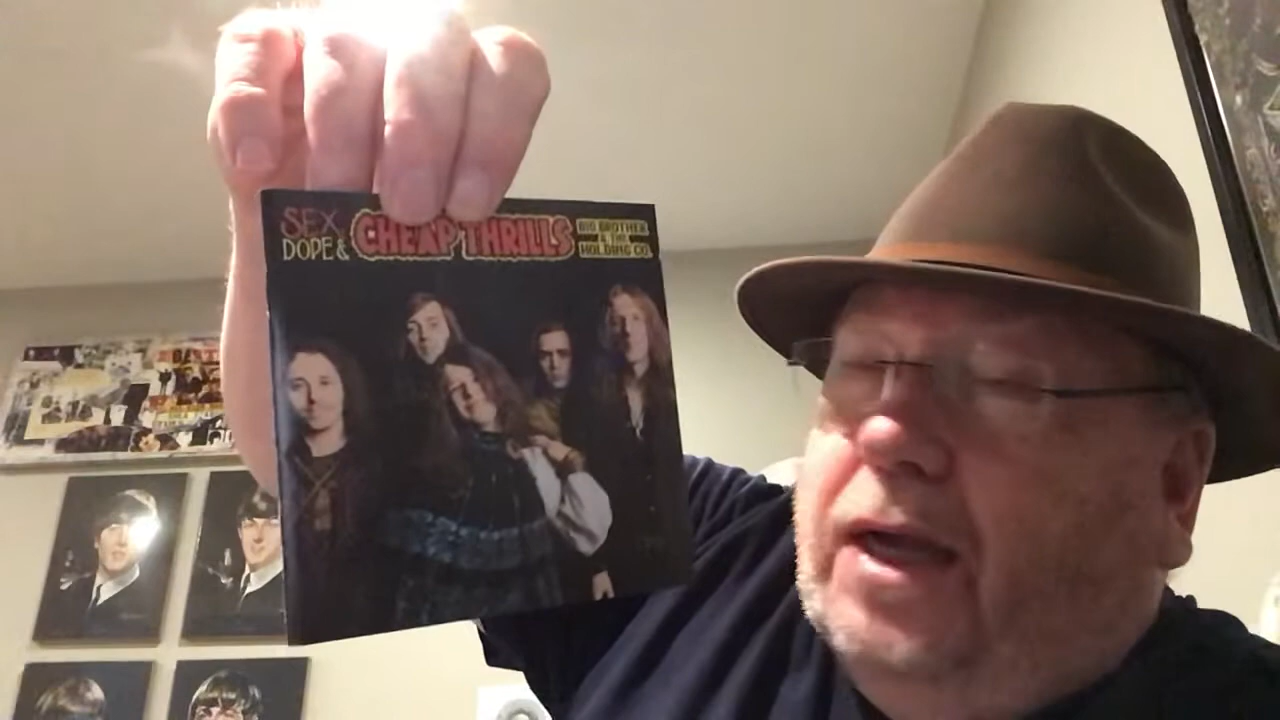 SEX,
DOPE &
CHEAP THRILLS
BIG BROTHER
& THE
HOLDING CO.